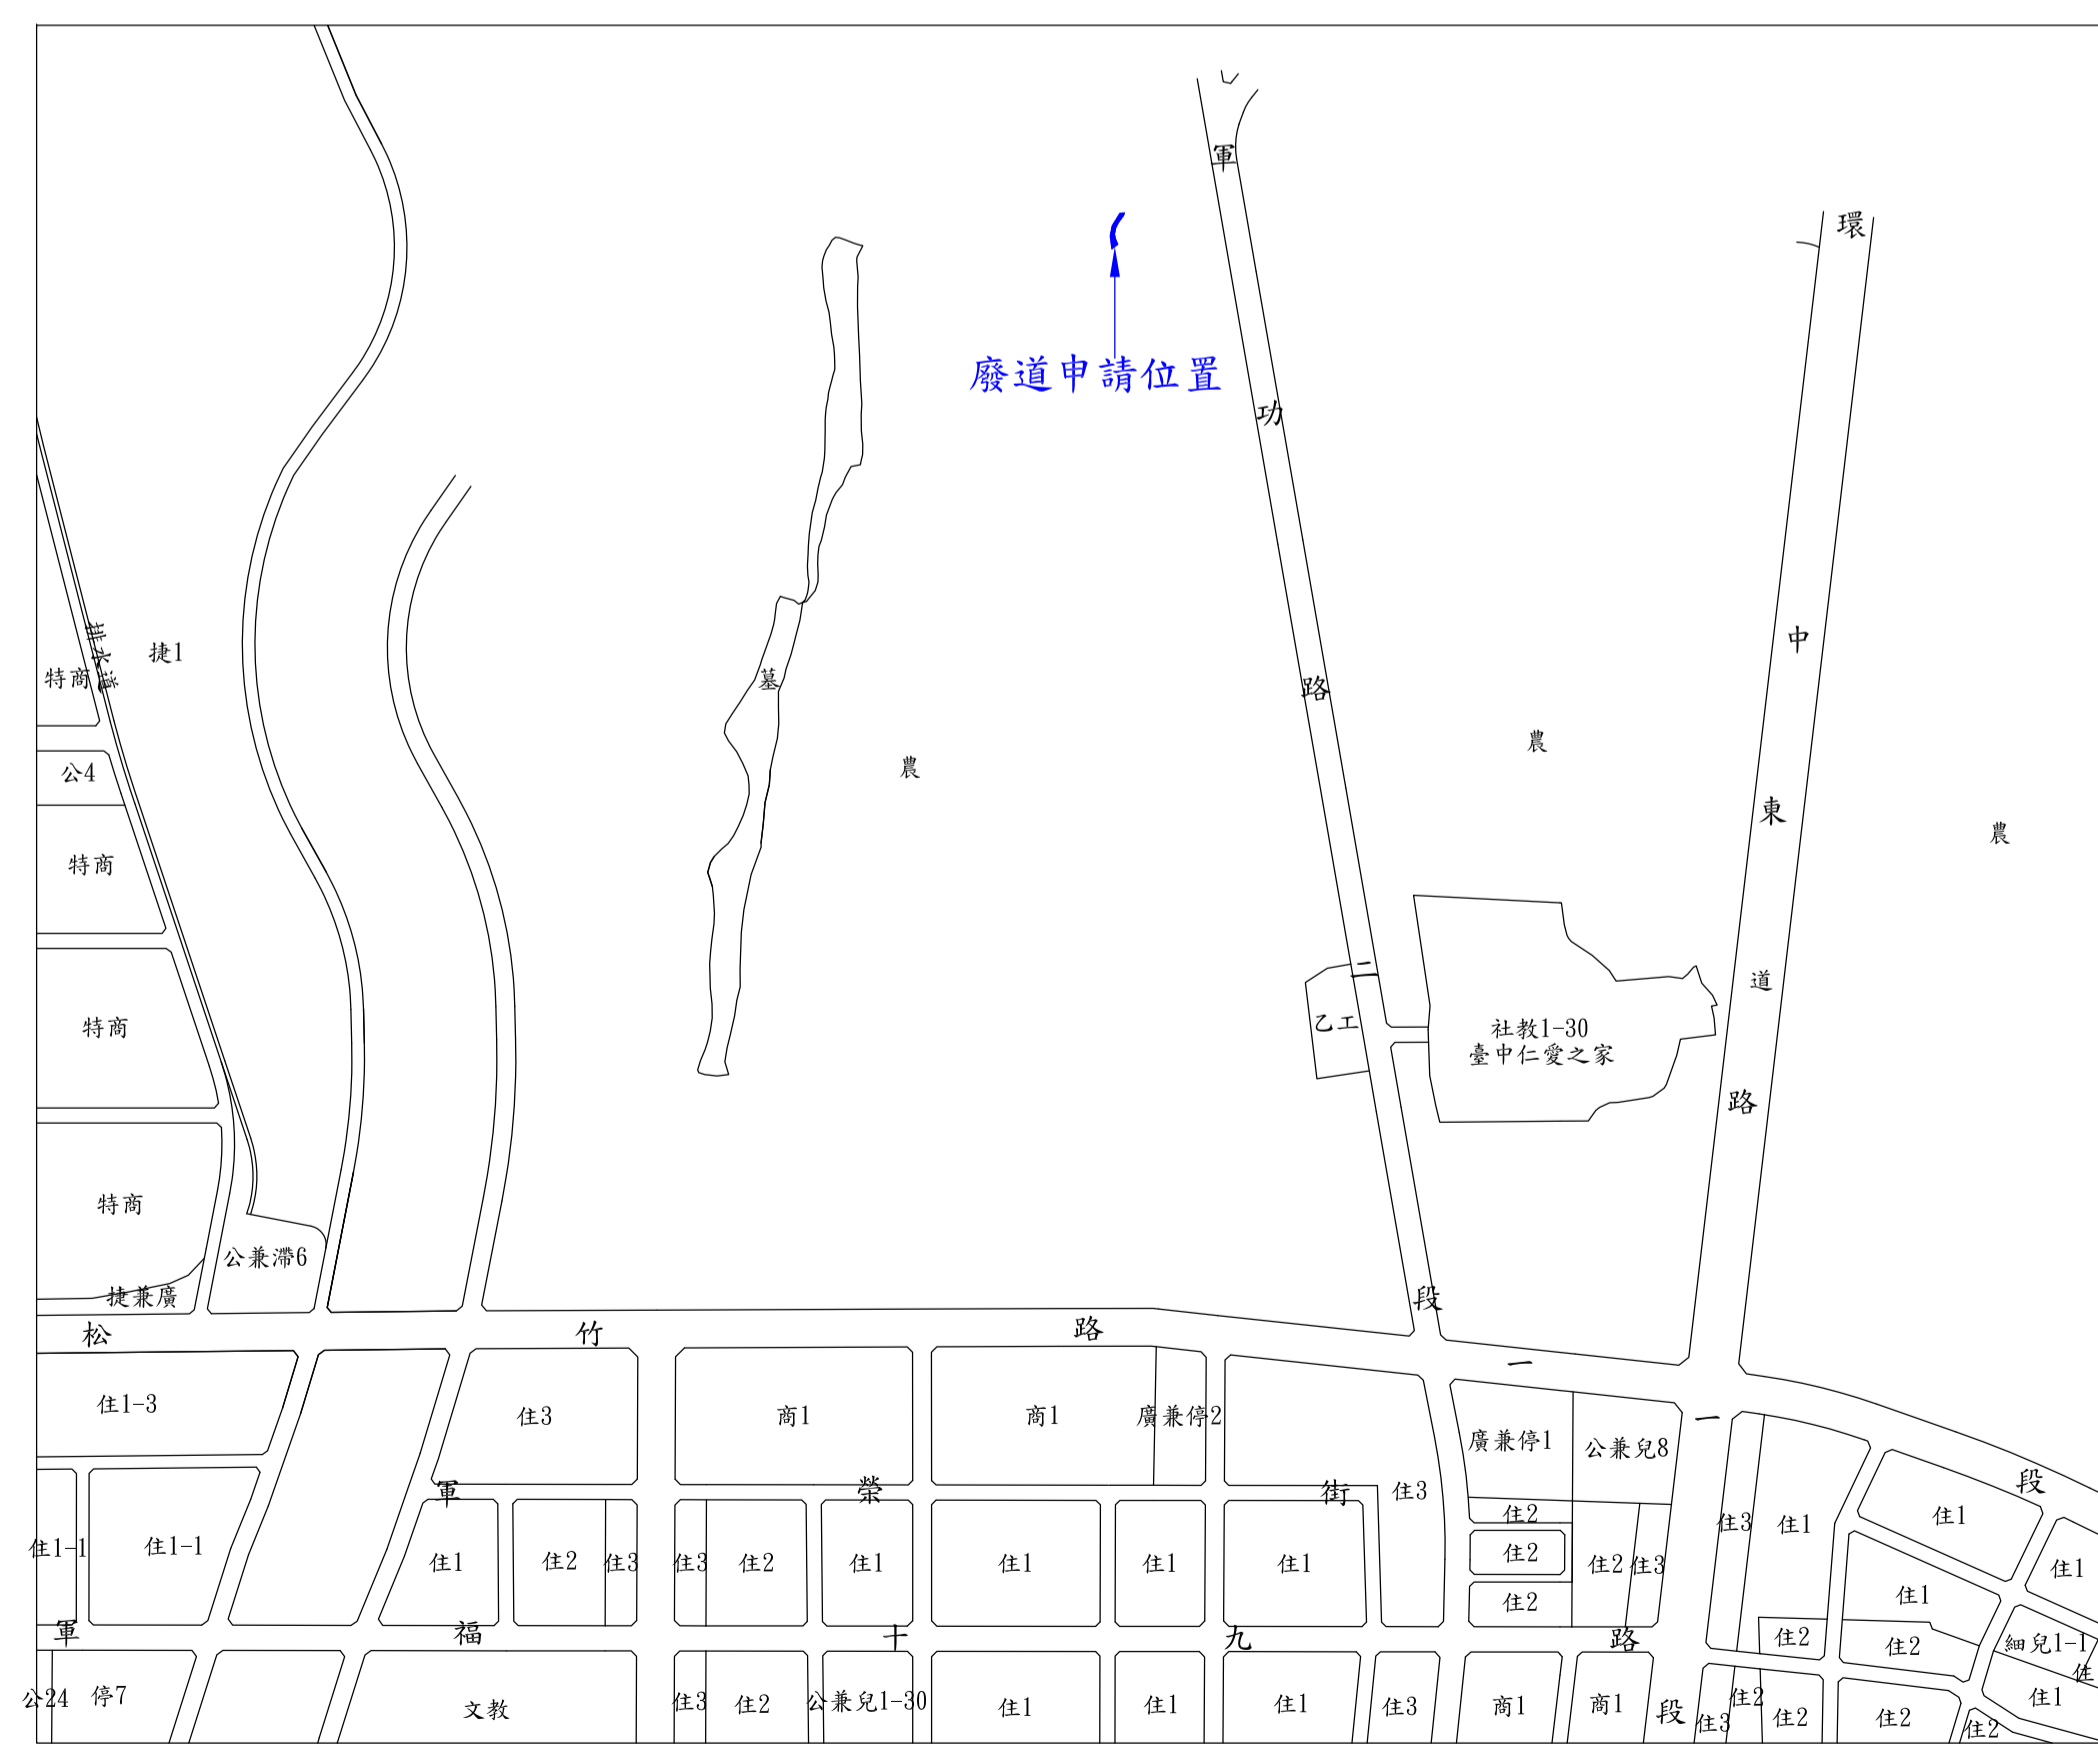 環
軍
廢道申請位置
功
中
排水道
捷1
特商
墓
路
農
農
公4
東
農
特商
二
道
特商
乙工
社教1-30
臺中仁愛之家
路
特商
公兼滯6
捷兼廣
段
松
竹
路
一
住1-3
住3
商1
商1
廣兼停2
一
廣兼停1
公兼兒8
段
軍
榮
街
住3
住2
住3
住1
住1
住1-1
住1-1
住1
住2
住3
住3
住2
住1
住1
住1
住1
住2
住2
住3
住1
住2
住1
軍
福
十
九
路
住2
住2
細兒1-1
住
公24
停7
文教
住3
住2
公兼兒1-30
住1
住1
住1
住3
商1
商1
段
住3
住2
住2
住2
住2
住1